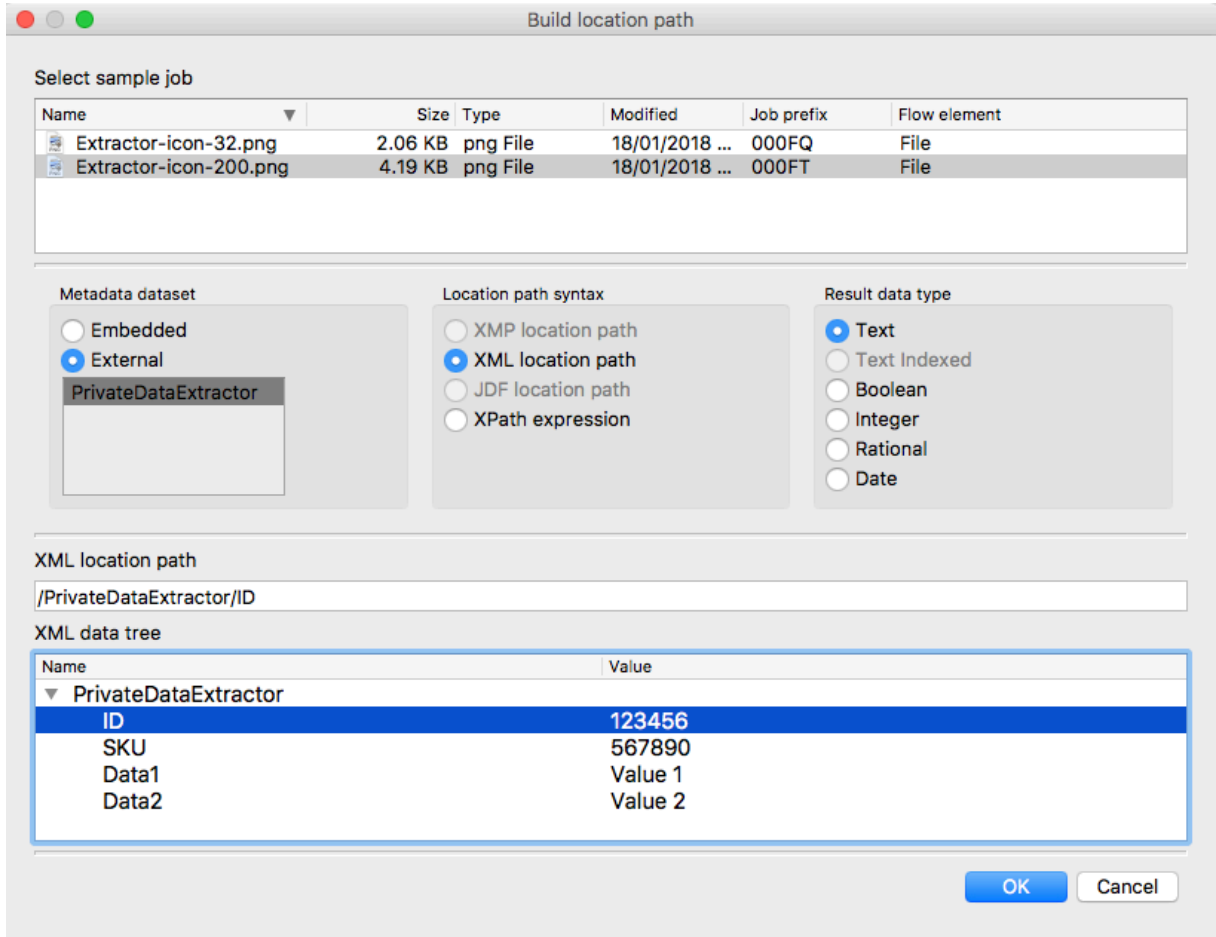 Build location path
Select sample job
Name Size Type Modified Job prefix Flow element
Extractor-icon-32.png 2.06 KB png File 18/01/2018 ... 000FQ File
Extractor-icon-200.png 4.19 KB png File 18/01/2018 ... 000FT File
Metadata dataset
Embedded
External
PrivateDataExtractor
Location path syntax
XMP location path
XML location path
JDF location path
XPath expression
Result data type
Text
Text Indexed
Boolean
Integer
Rational
Date
XML location path
/PrivateDataExtractor/ID
XML data tree
Name Value
PrivateDataExtractor
ID 123456
SKU 567890
Data1 Value 1
Data2 Value 2
OK Cancel